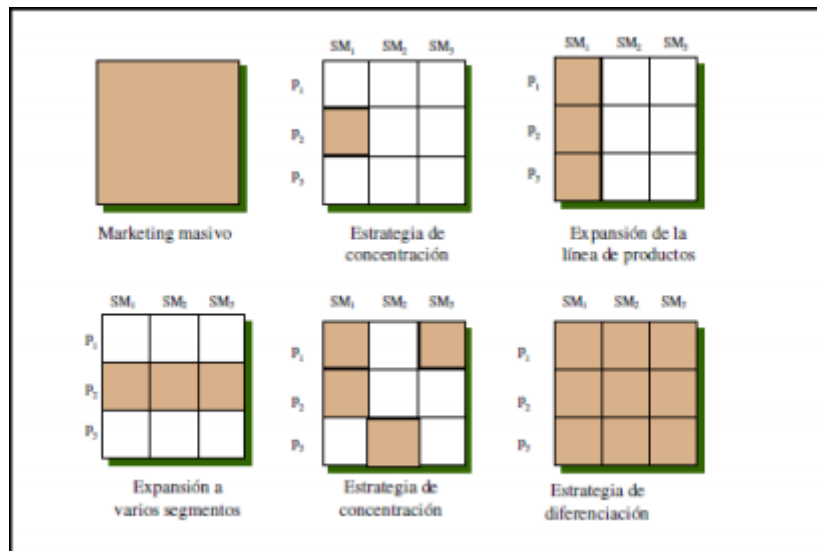 SM₁ SM₂ SM₃
SM₁ SM₂ SM₃
P₁
P₂
P₃
P₁
P₂
P₃
Marketing masivo
Estrategia de
concentración
Expansión de la
línea de productos
SM₁ SM₂ SM₃
SM₁ SM₂ SM₃
SM₁ SM₂ SM₃
P₁
P₂
P₃
P₁
P₂
P₃
P₁
P₂
P₃
Expansión a
varios segmentos
Estrategia de
concentración
Estrategia de
diferenciación